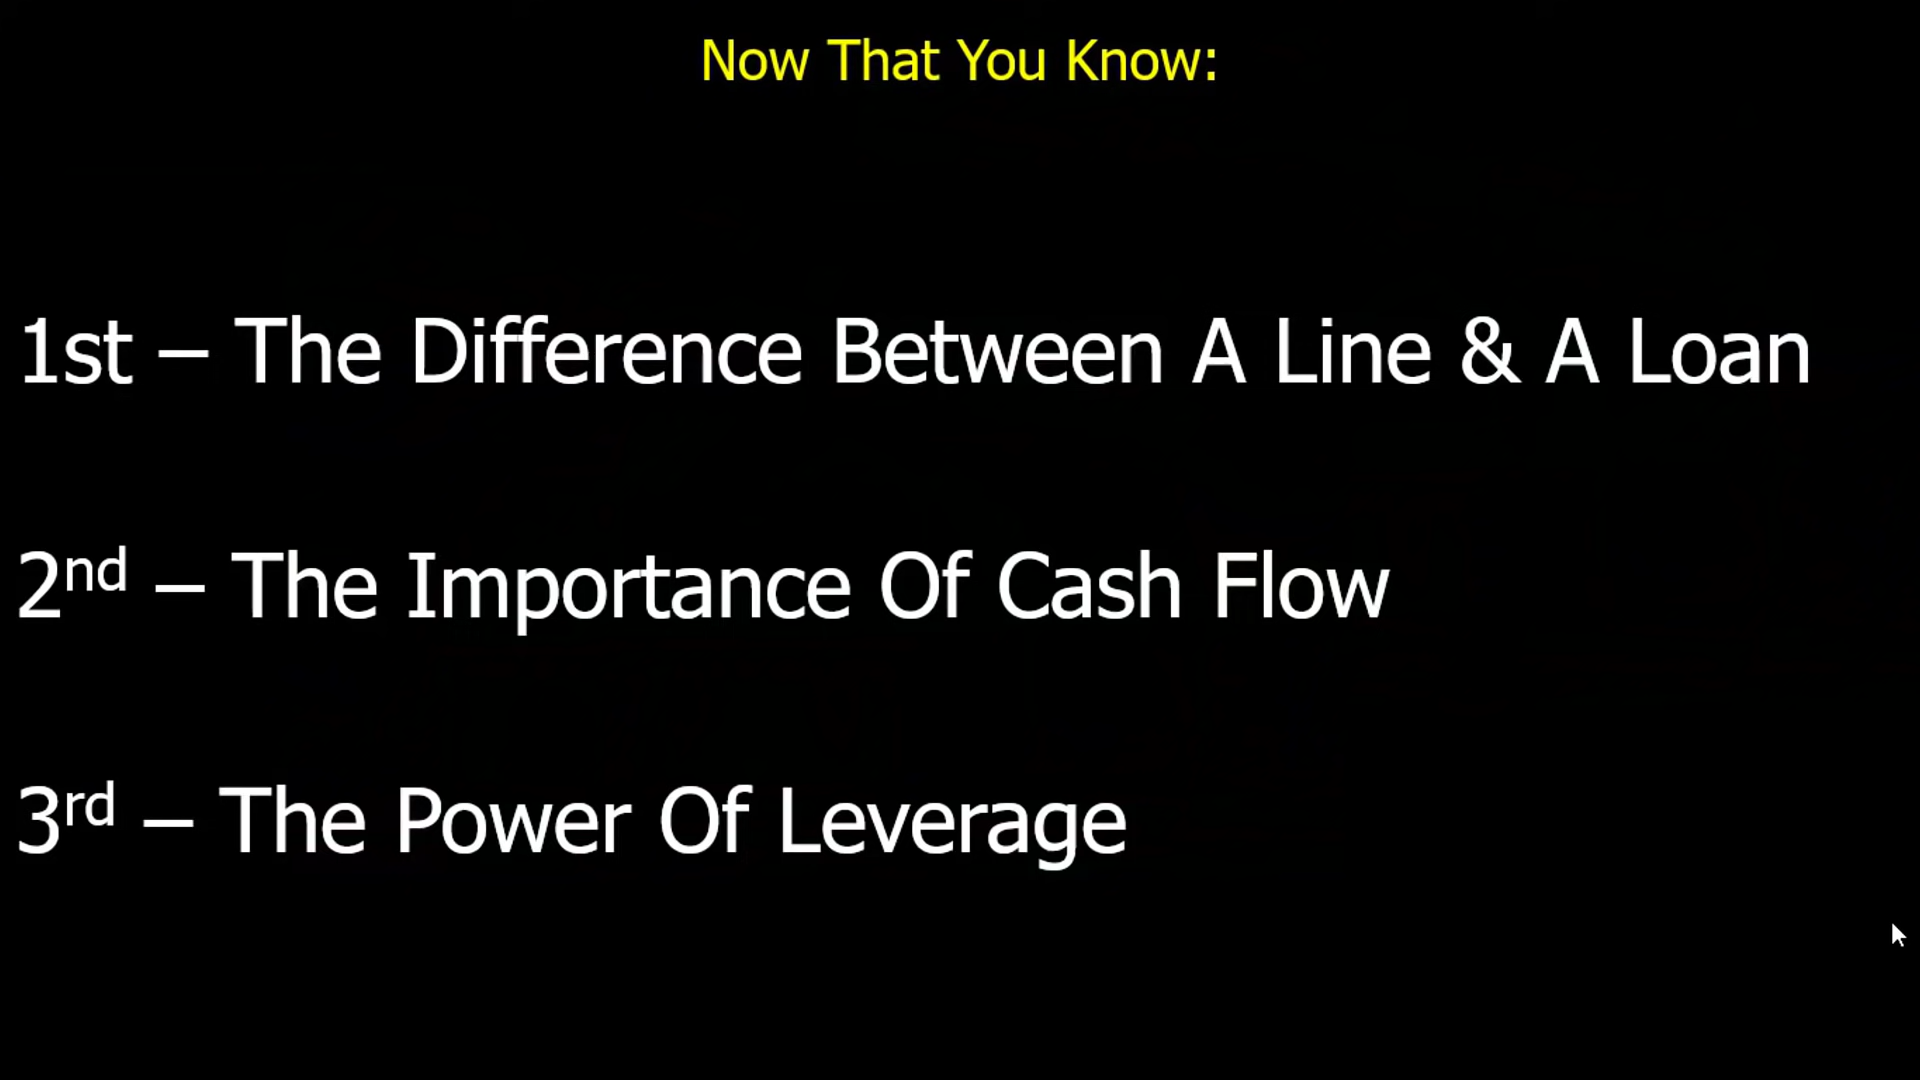 Now That You Know:
1st – The Difference Between A Line & A Loan
2nd – The Importance Of Cash Flow
3rd – The Power Of Leverage